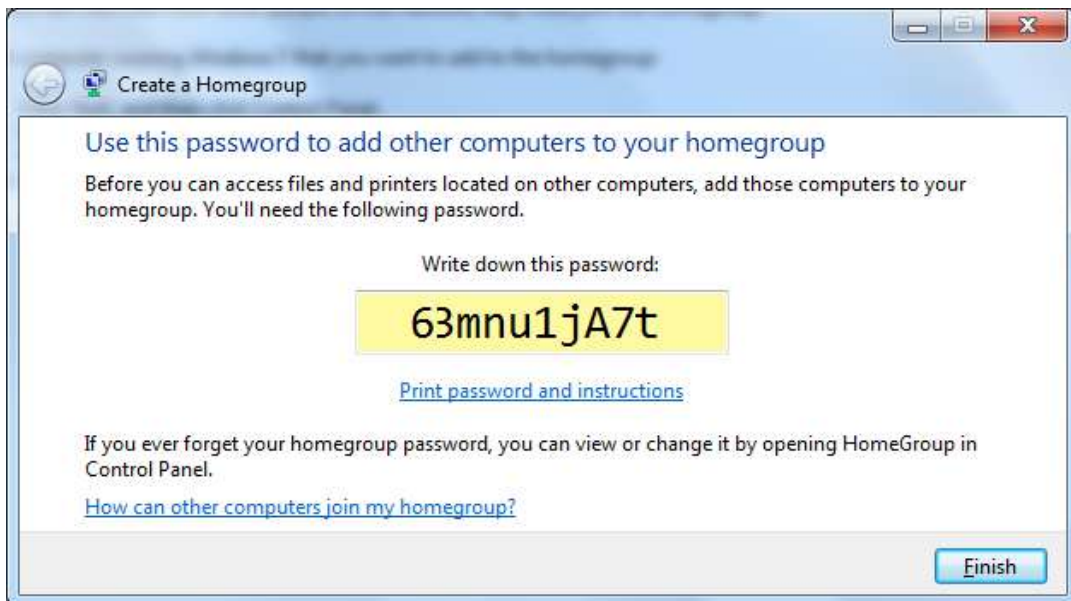 Create a Homegroup
Use this password to add other computers to your homegroup
Before you can access files and printers located on other computers, add those computers to your
homegroup. You'll need the following password.
Write down this password:
63mnu1jA7t
Print password and instructions
If you ever forget your homegroup password, you can view or change it by opening HomeGroup in
Control Panel.
How can other computers join my homegroup?
Finish